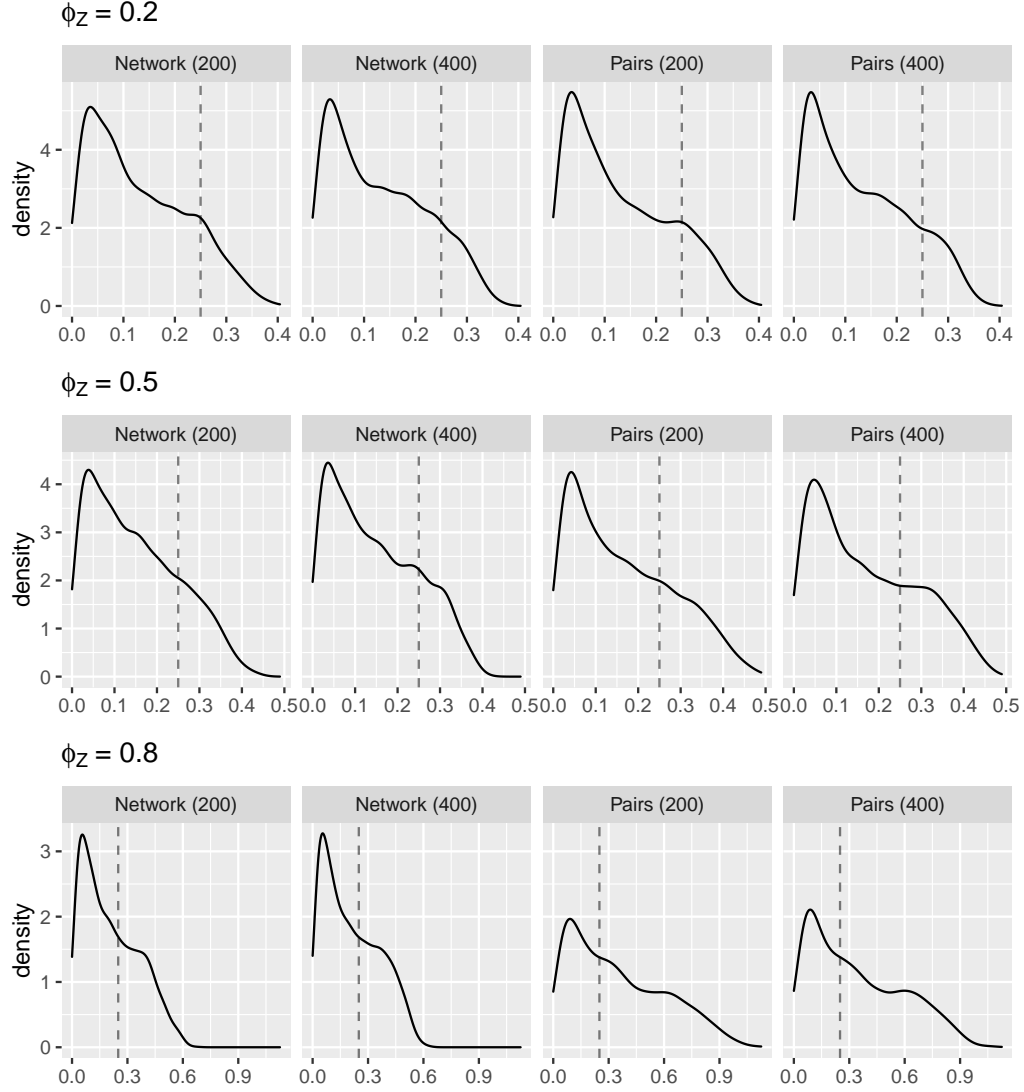 ϕZ = 0.2
Network (200) Network (400) Pairs (200) Pairs (400)
4
2
0
density
0.0 0.1 0.2 0.3 0.4 0.0 0.1 0.2 0.3 0.4 0.0 0.1 0.2 0.3 0.4 0.0 0.1 0.2 0.3 0.4
ϕZ = 0.5
Network (200) Network (400) Pairs (200) Pairs (400)
4
3
2
1
0
density
0.0 0.1 0.2 0.3 0.4 0.5 0.0 0.1 0.2 0.3 0.4 0.5 0.0 0.1 0.2 0.3 0.4 0.5 0.0 0.1 0.2 0.3 0.4 0.5
ϕZ = 0.8
Network (200) Network (400) Pairs (200) Pairs (400)
3
2
1
0
density
0.0 0.3 0.6 0.9 0.0 0.3 0.6 0.9 0.0 0.3 0.6 0.9 0.0 0.3 0.6 0.9